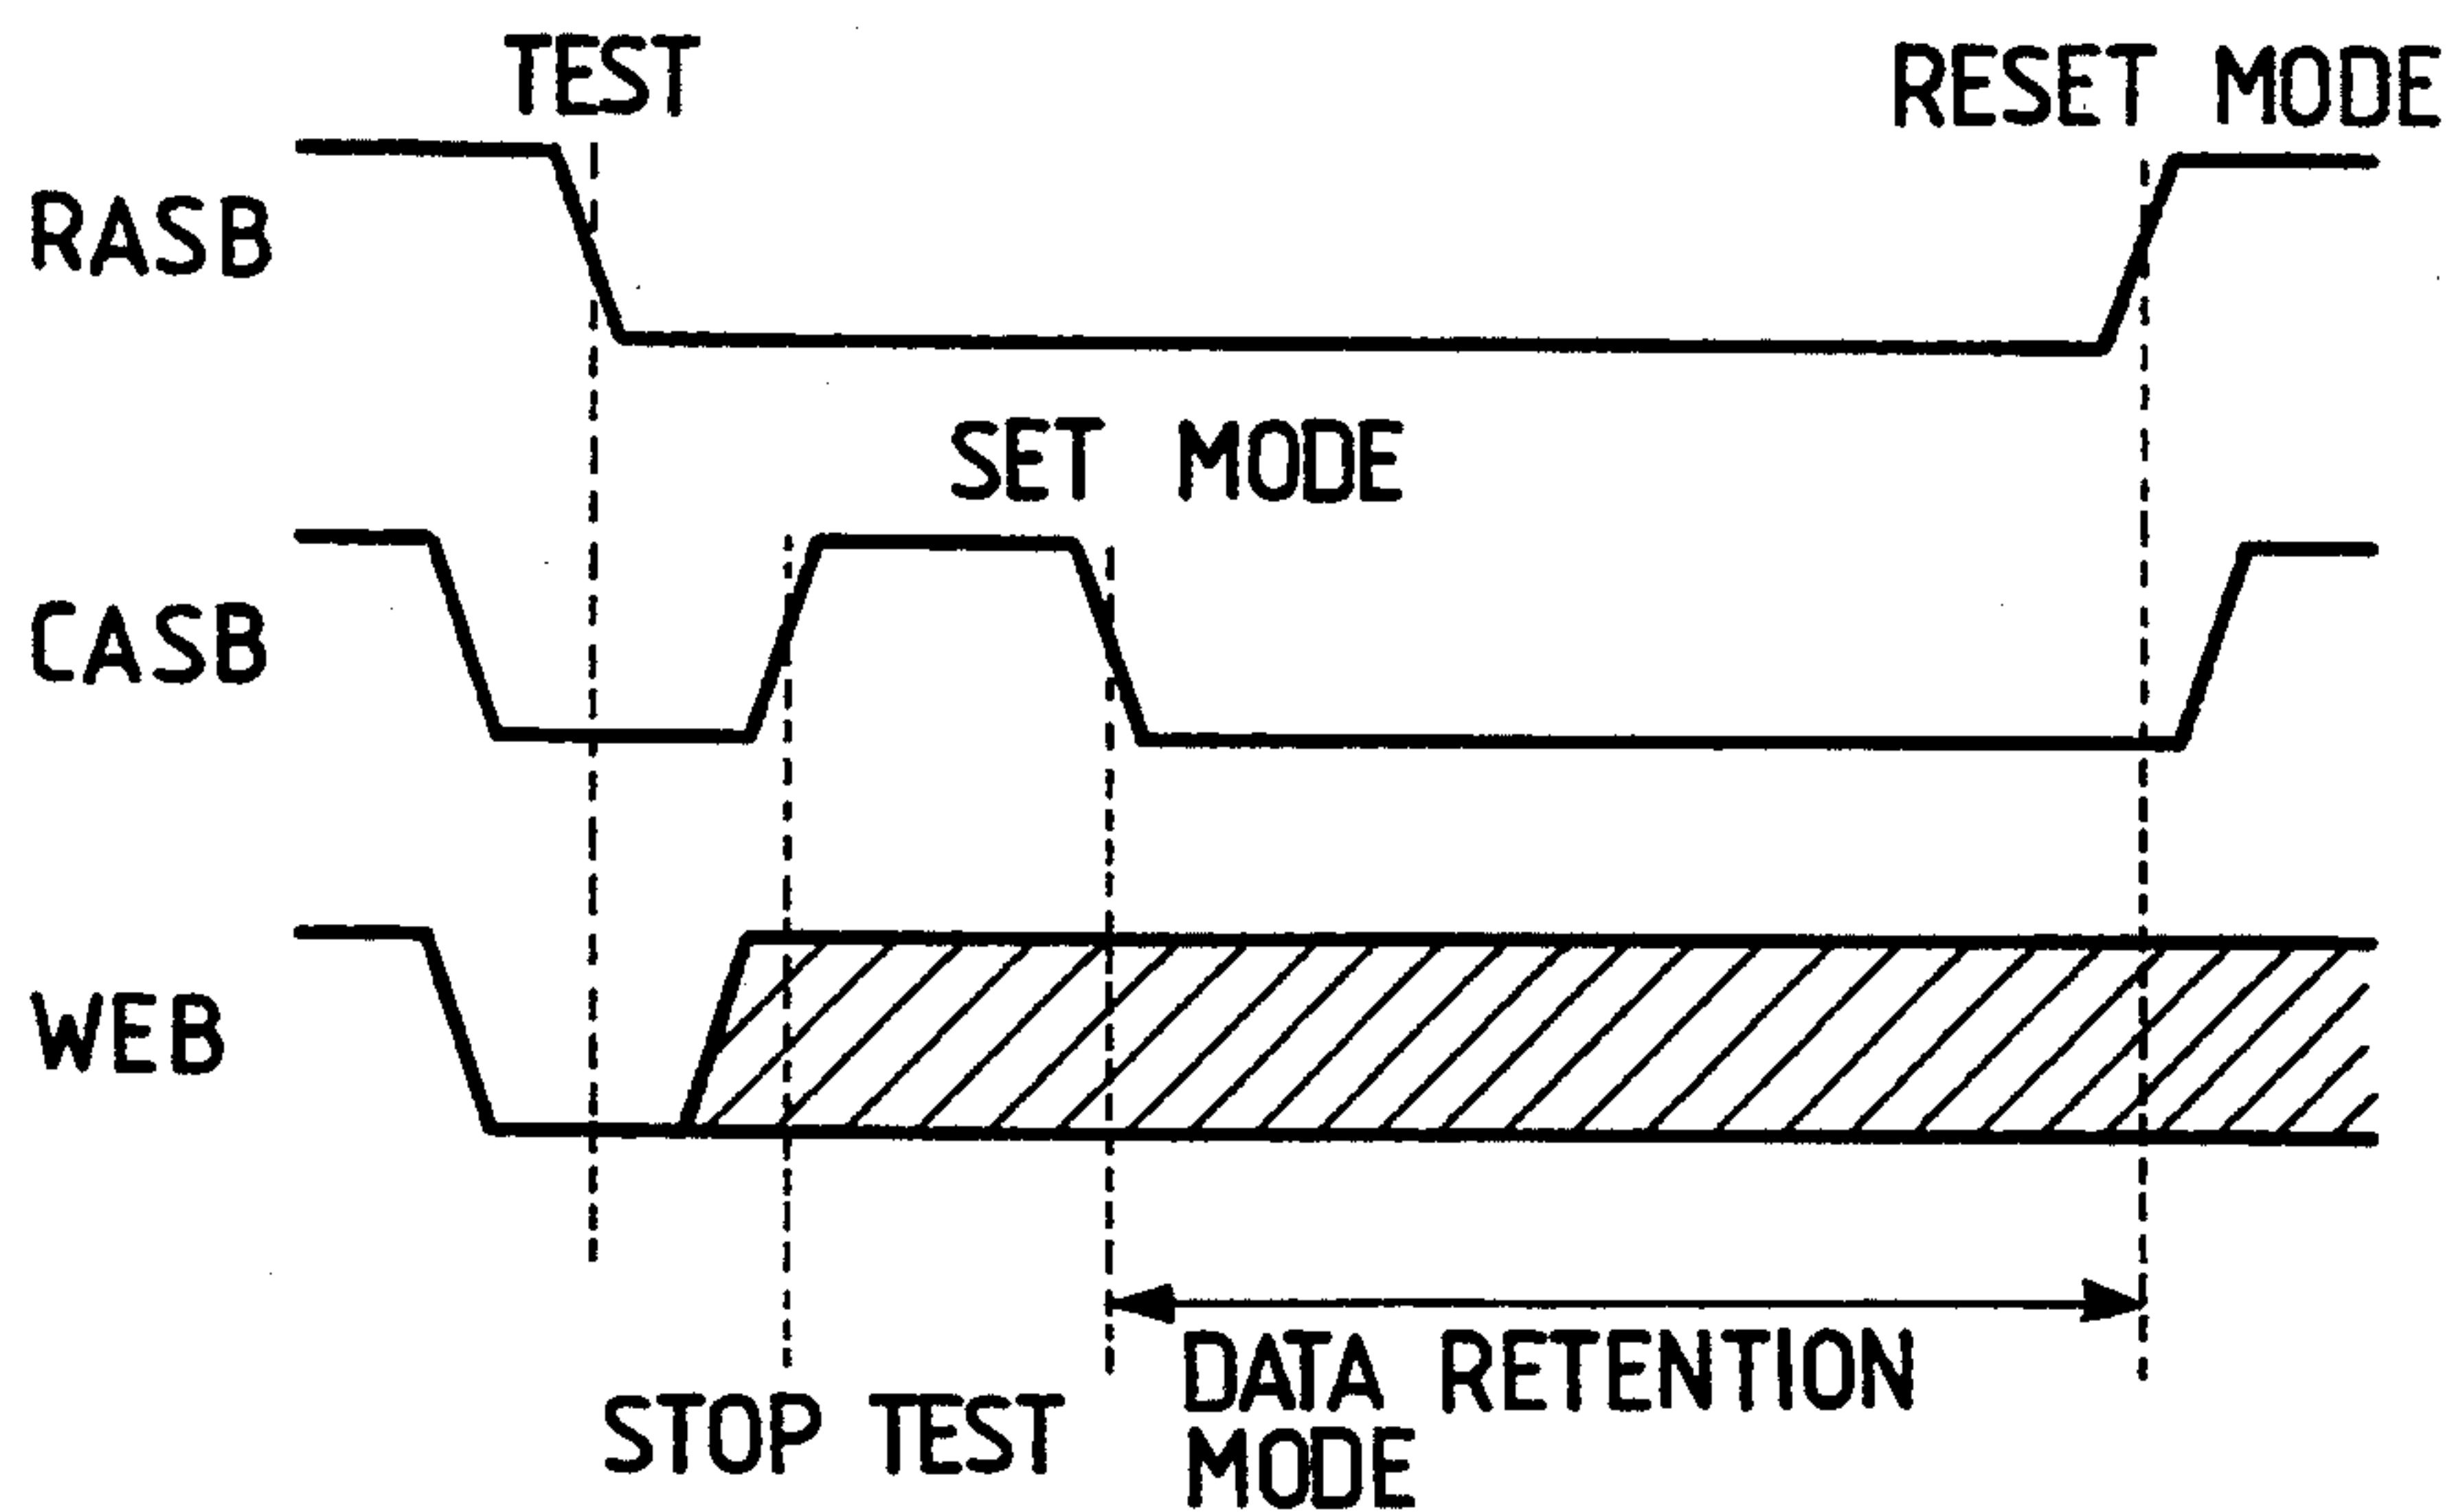 TEST
RESET MODE
RASB
SET MODE
CASB
WEB
DATA RETENTION
MODE
STOP TEST